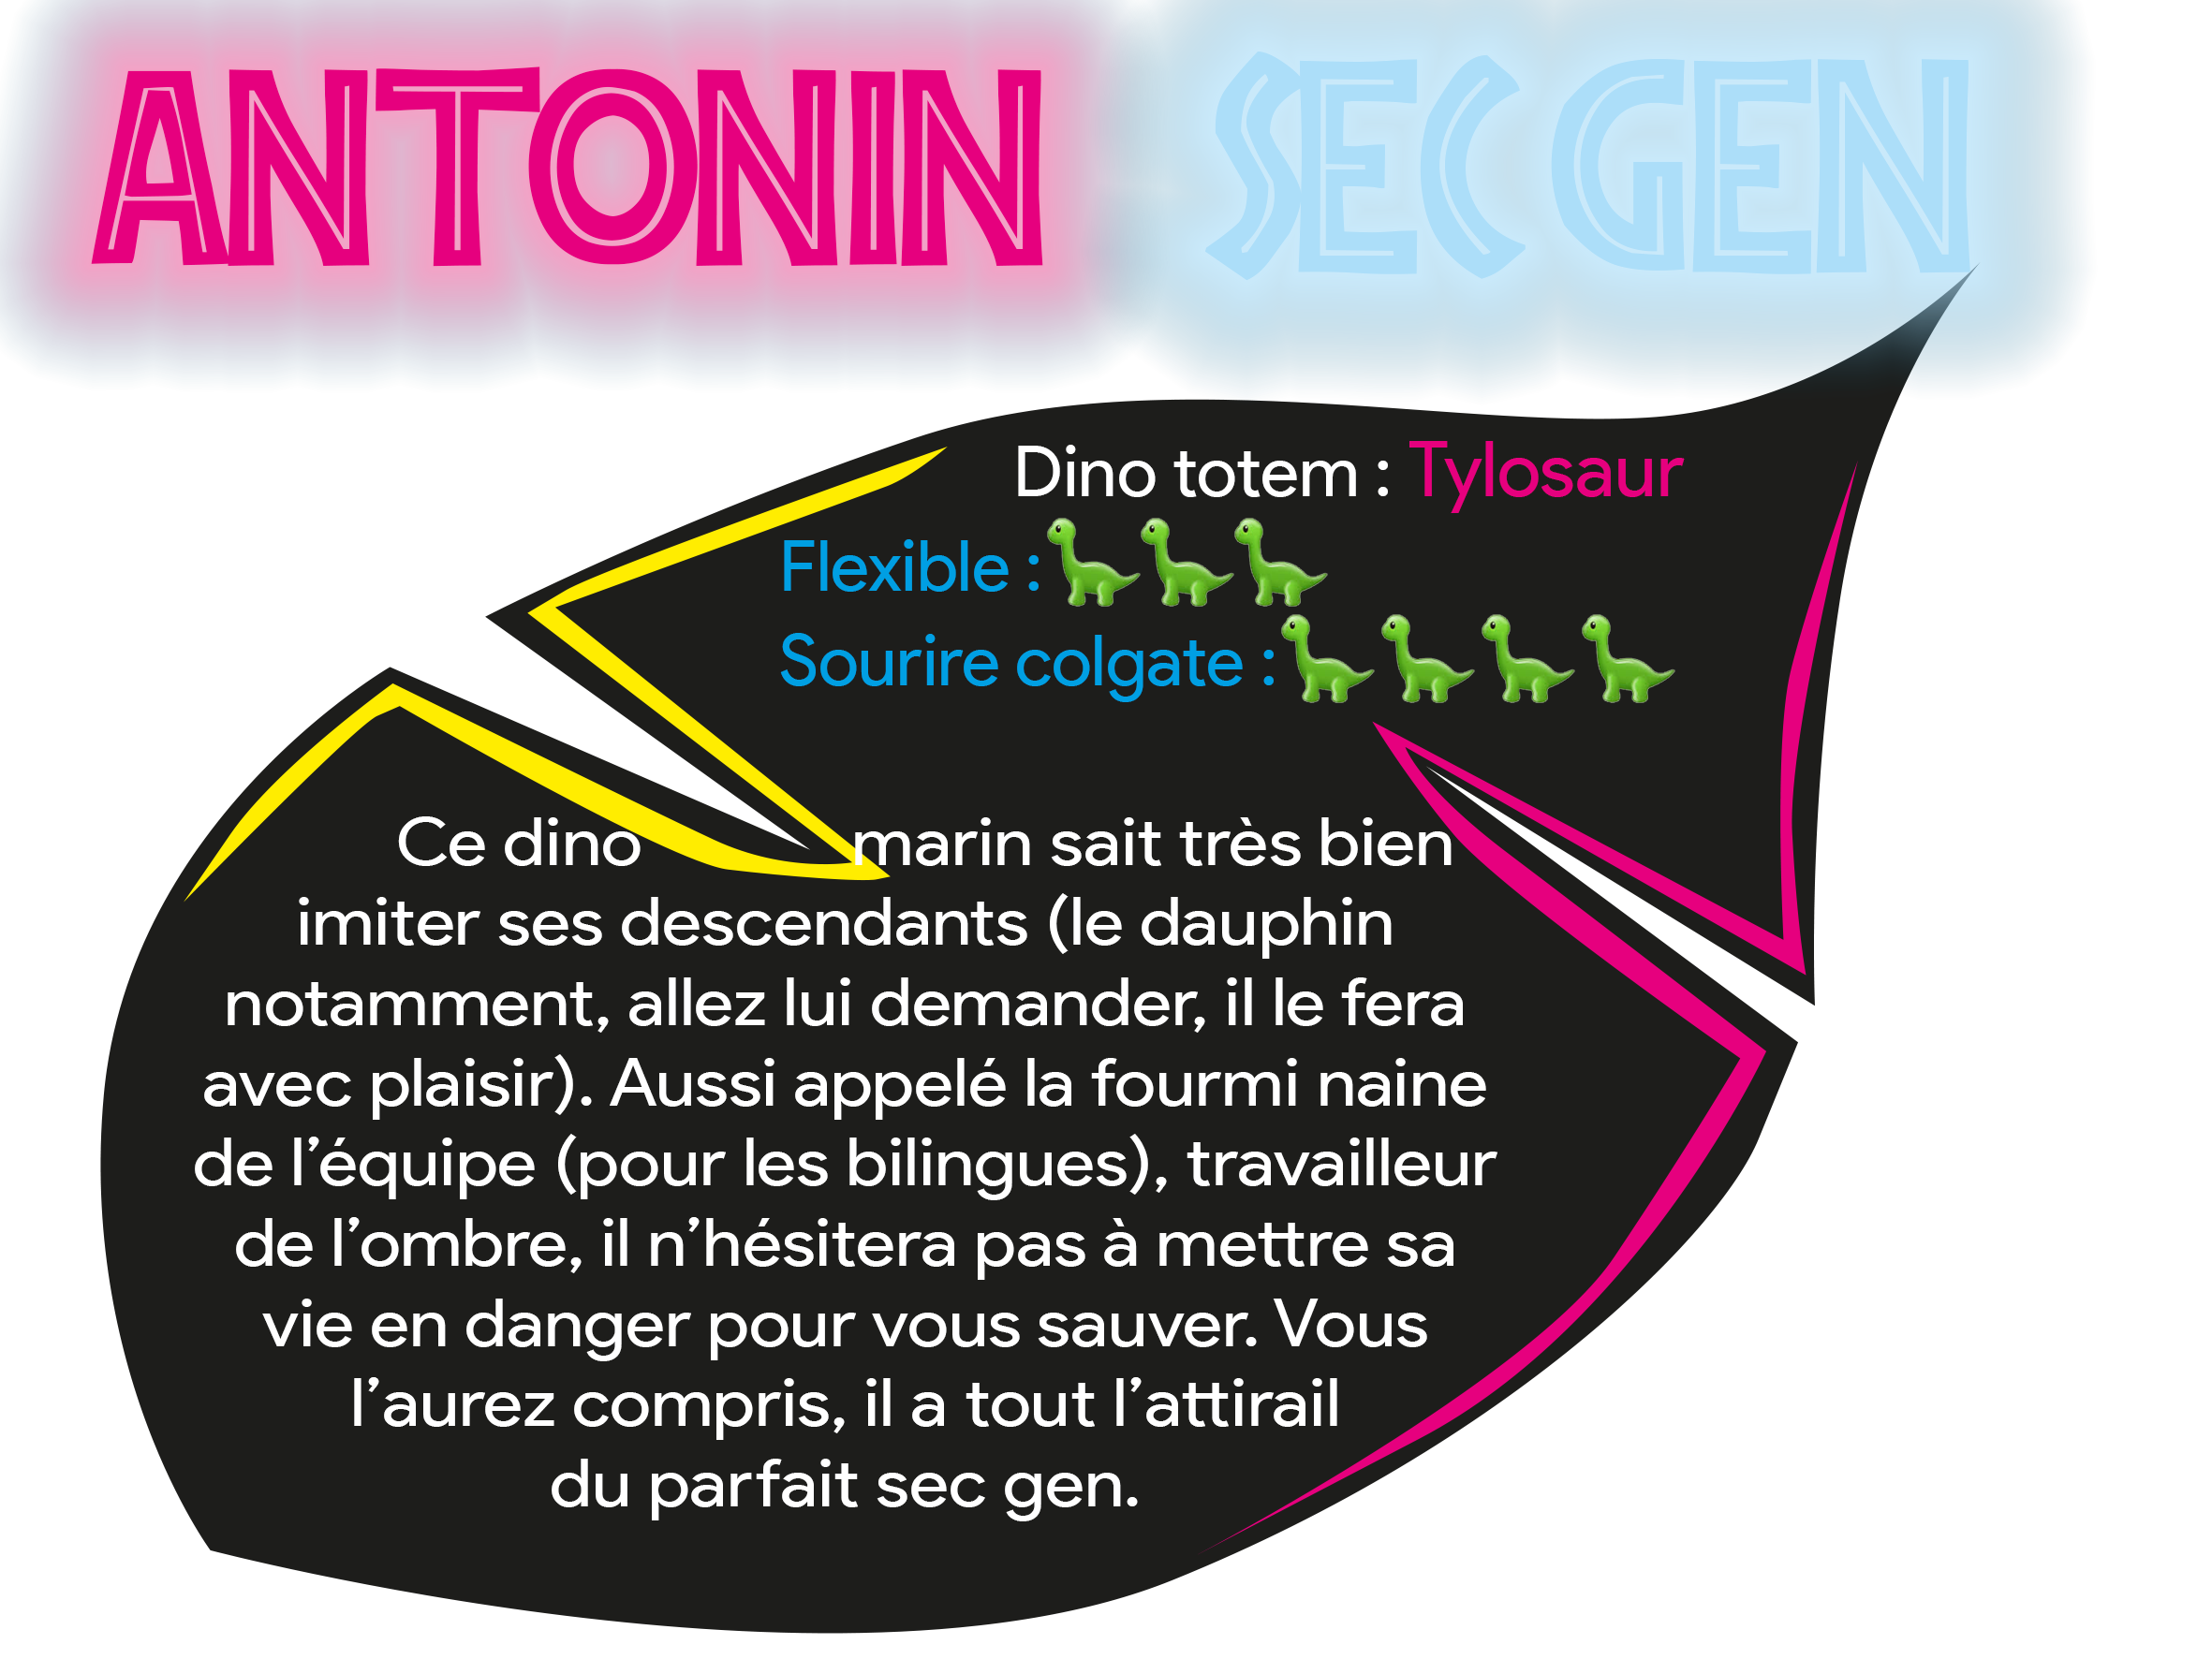 ANTONIN SEC GEN
Dino totem : Tylosaur
Flexible : 🦕🦕🦕
Sourire colgate : 🦕🦕🦕🦕
Ce dino marin sait très bien
imiter ses descendants (le dauphin
notamment, allez lui demander, il le fera
avec plaisir). Aussi appelé la fourmi naine
de l’équipe (pour les bilingues), travailleur
de l’ombre, il n’hésitera pas à mettre sa
vie en danger pour vous sauver. Vous
l’aurez compris, il a tout l’attirail
du parfait sec gen.